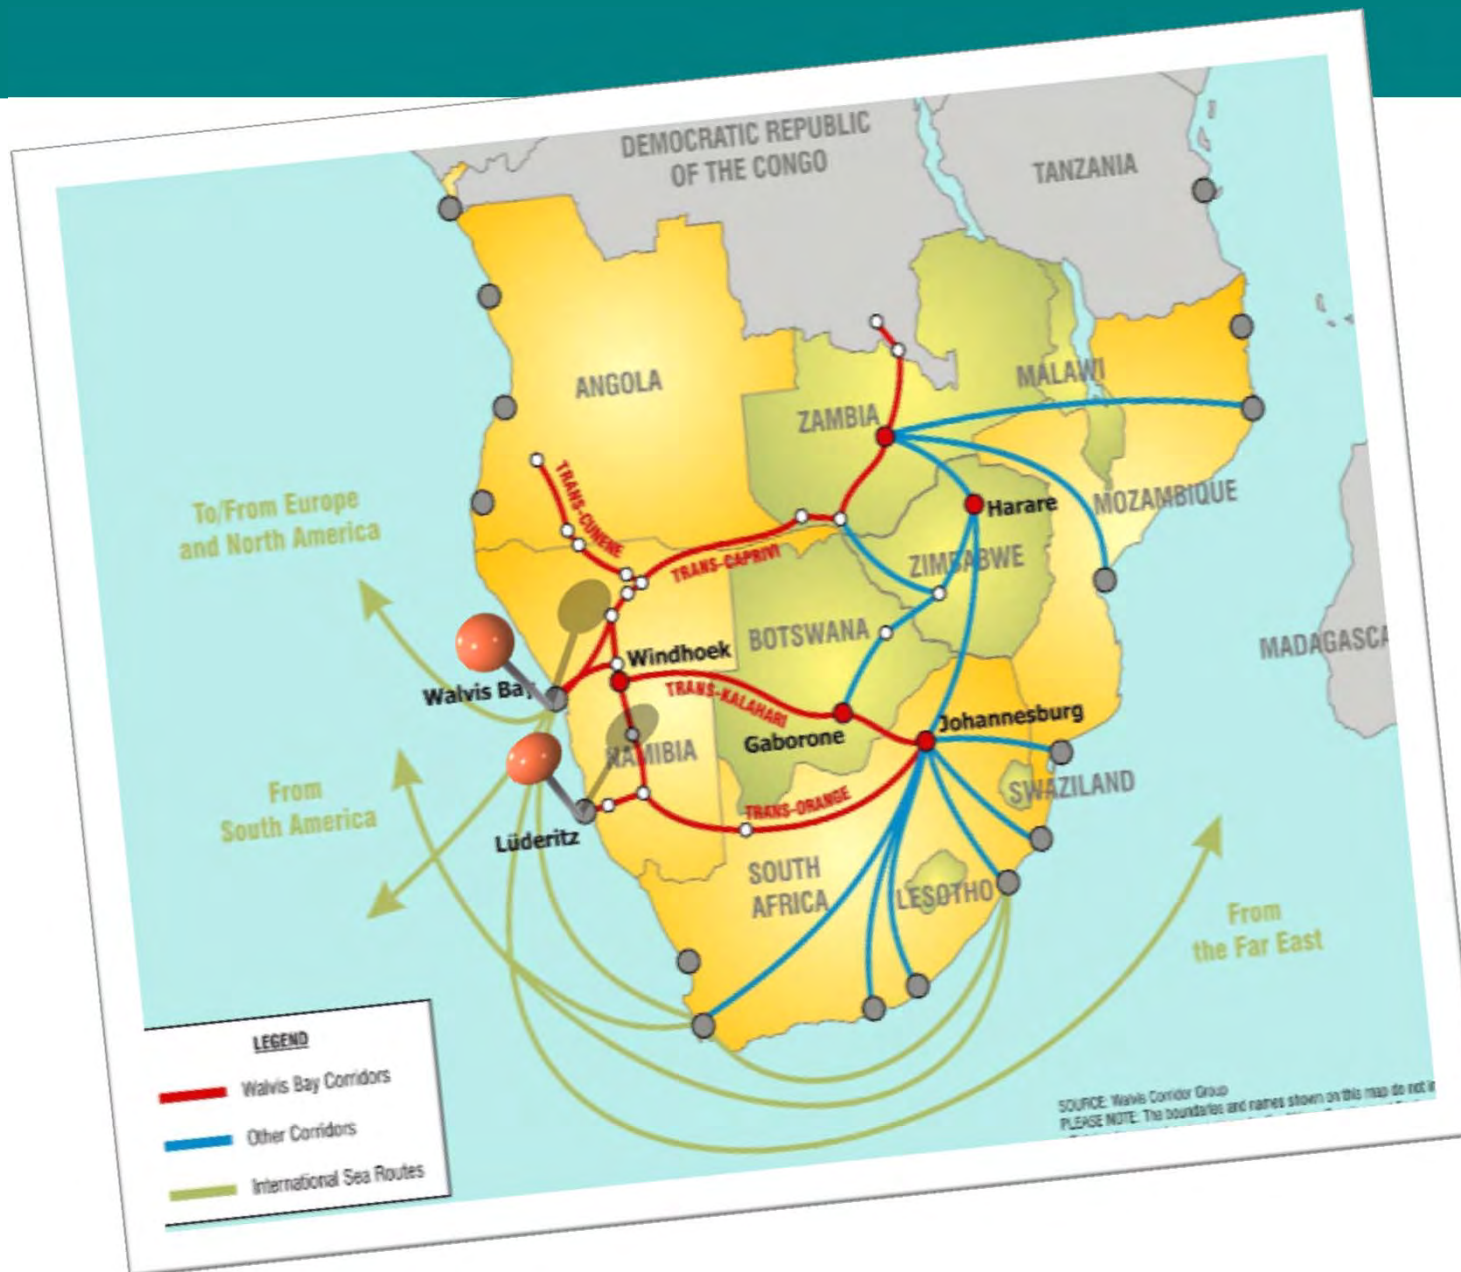 DEMOCRATIC REPUBLIC
OF THE CONGO
TANZANIA
ANGOLA
ZAMBIA
MALAWI
MOZAMBIQUE
Harare
ZIMBABWE
TRANS-CUNENE
TRANS-CAPRIVI
To/From Europe
and North America
BOTSWANA
Windhoek
TRANS-KALAHARI
MADAGASCA
Walvis Bay
NAMIBIA
Gaborone
Johannesburg
SWAZILAND
From
South America
Lüderitz
TRANS-ORANGE
SOUTH
AFRICA
LESOTHO
From
the Far East
LEGEND
Walvis Bay Corridors
Other Corridors
International Sea Routes
SOURCE: Walvis Corridor Group
PLEASE NOTE: The boundaries and names shown on this map do not